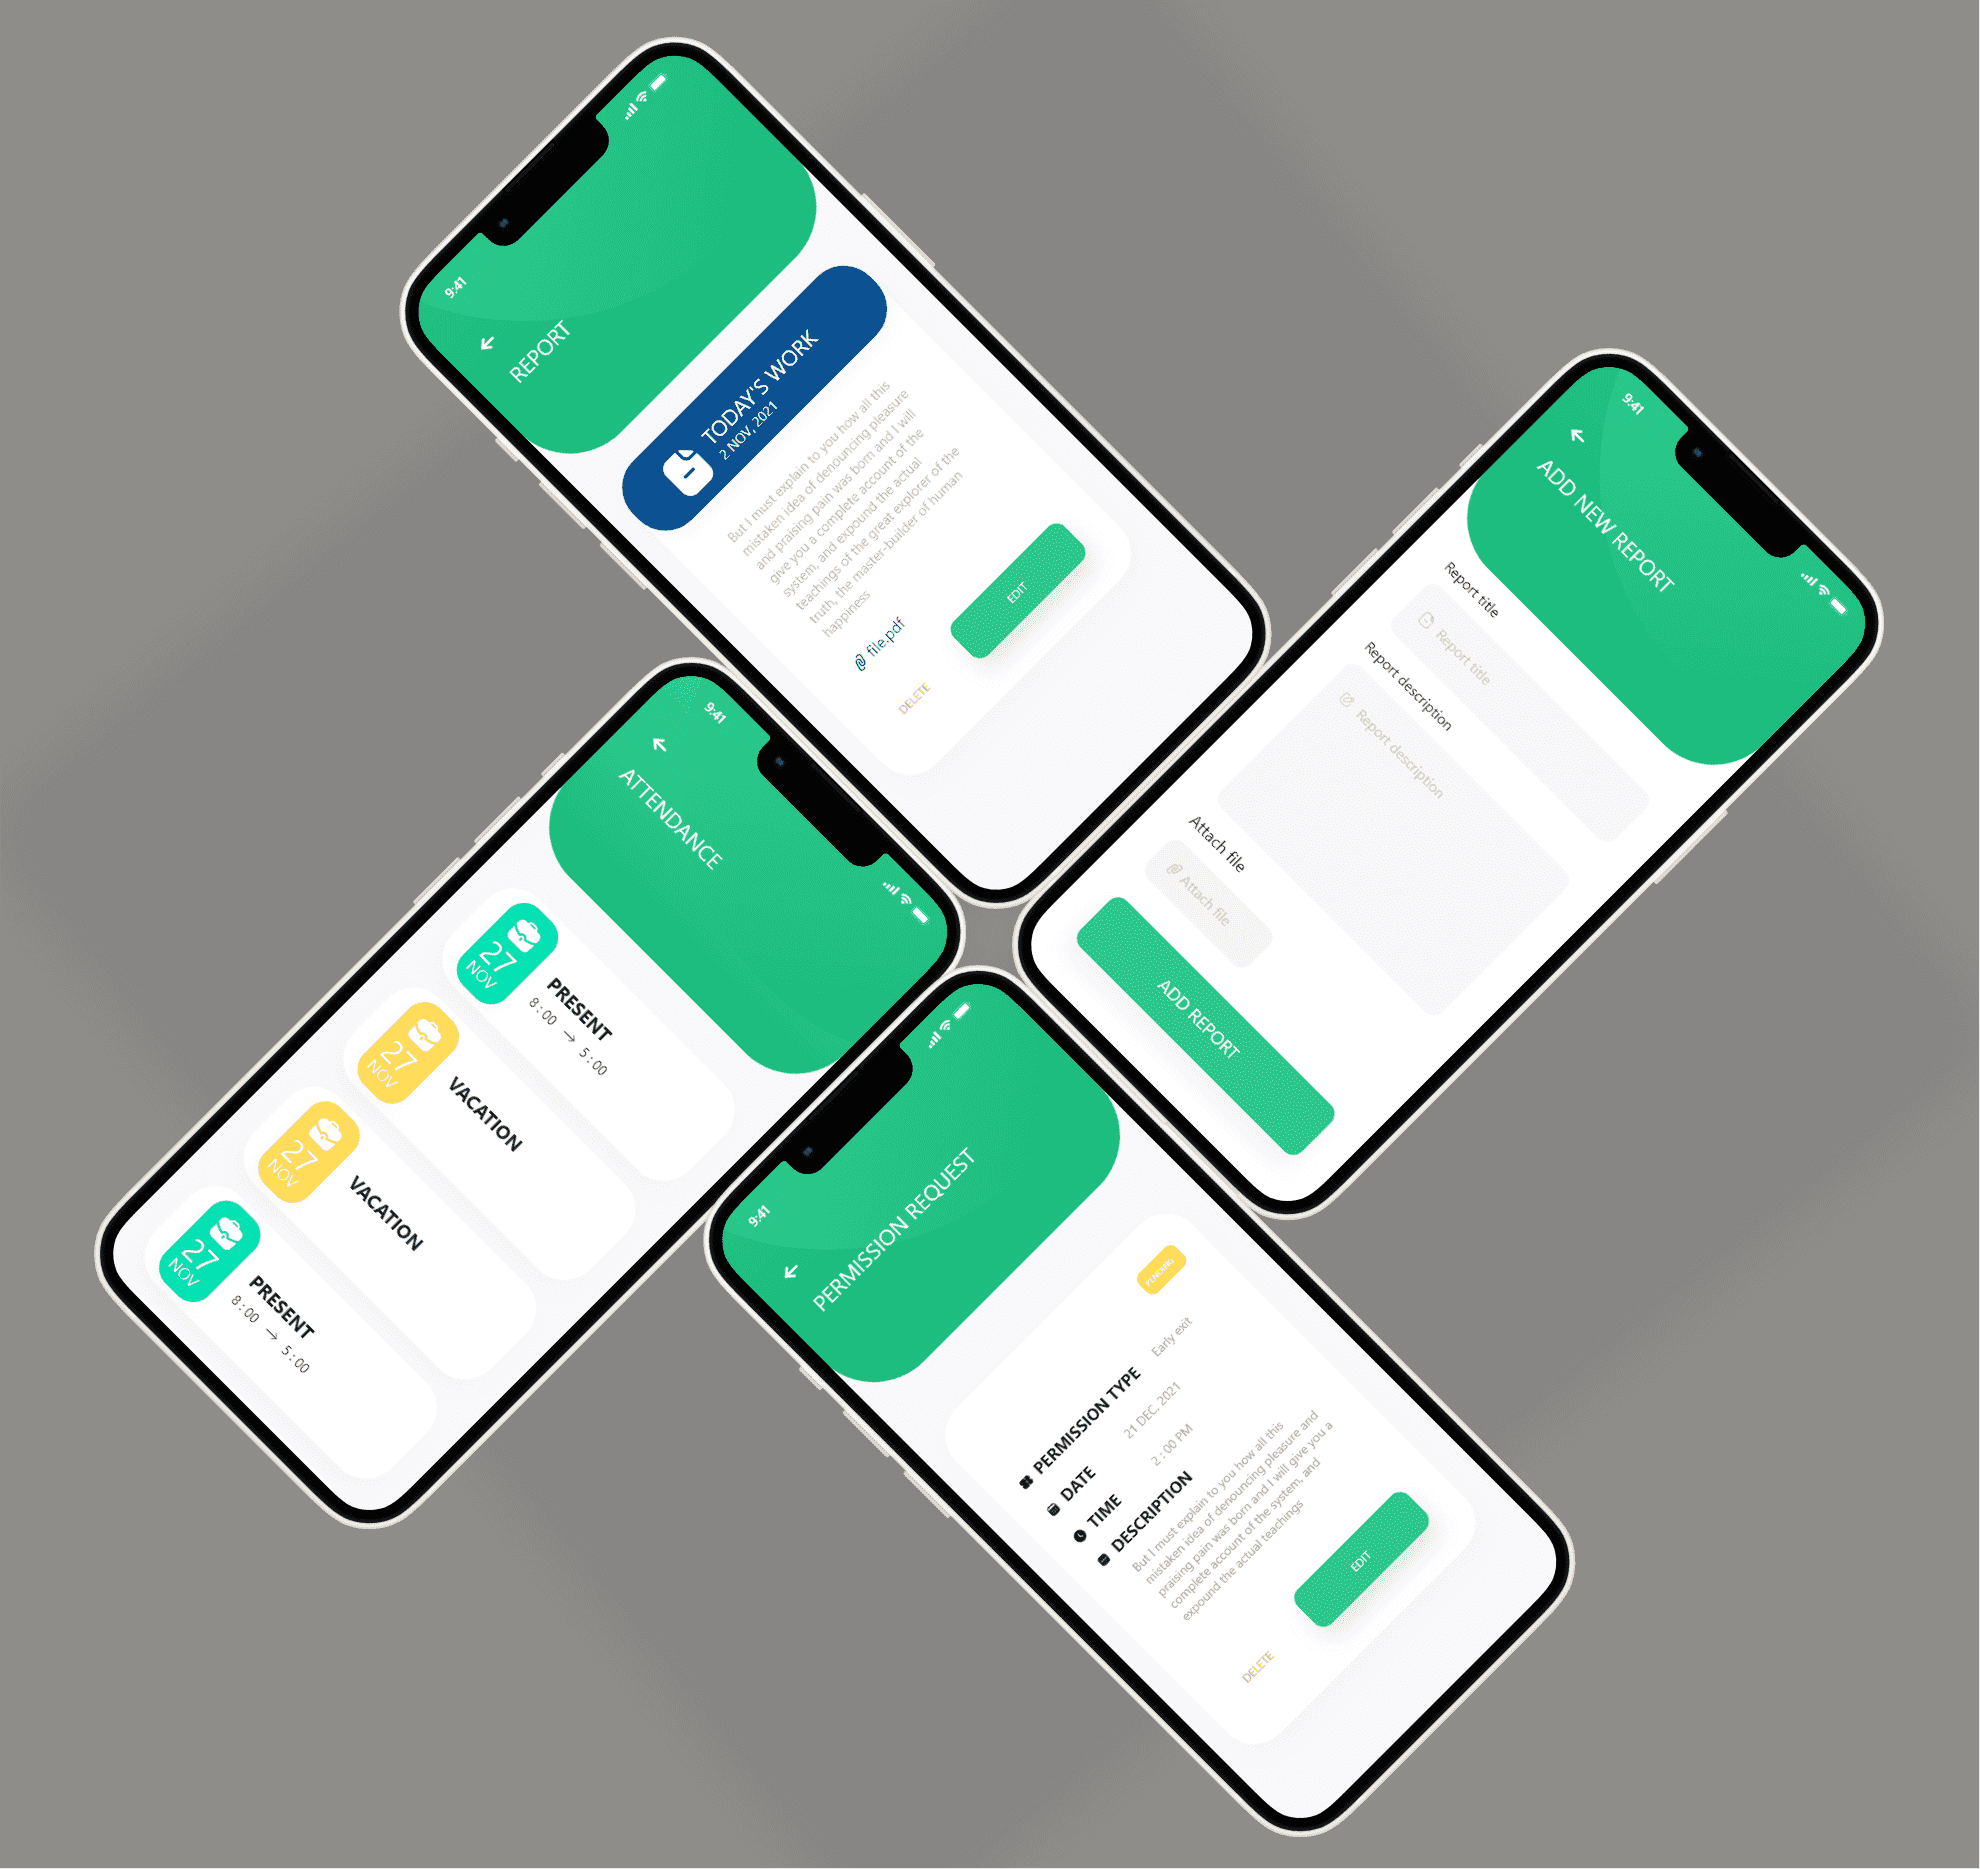 9:41
REPORT
TODAY'S WORK
2 NOV, 2021
But I must explain to you how all this
mistaken idea of denouncing pleasure
and praising pain was born and I will
give you a complete account of the
system, and expound the actual
teachings of the great explorer of the
truth, the master-builder of human
happiness
file.pdf
EDIT
DELETE
9:41
ADD NEW REPORT
Report title
Report title
Report description
Report description
Attach file
Attach file
ADD REPORT
9:41
ATTENDANCE
27
NOV
PRESENT
8:00 → 5:00
27
NOV
VACATION
27
NOV
VACATION
27
NOV
PRESENT
8:00 → 5:00
9:41
PERMISSION REQUEST
PENDING
PERMISSION TYPE Early exit
DATE 21 DEC, 2021
TIME 2:00 PM
DESCRIPTION
But I must explain to you how all this
mistaken idea of denouncing pleasure and
praising pain was born and I will give you a
complete account of the system, and
expound the actual teachings
EDIT
DELETE